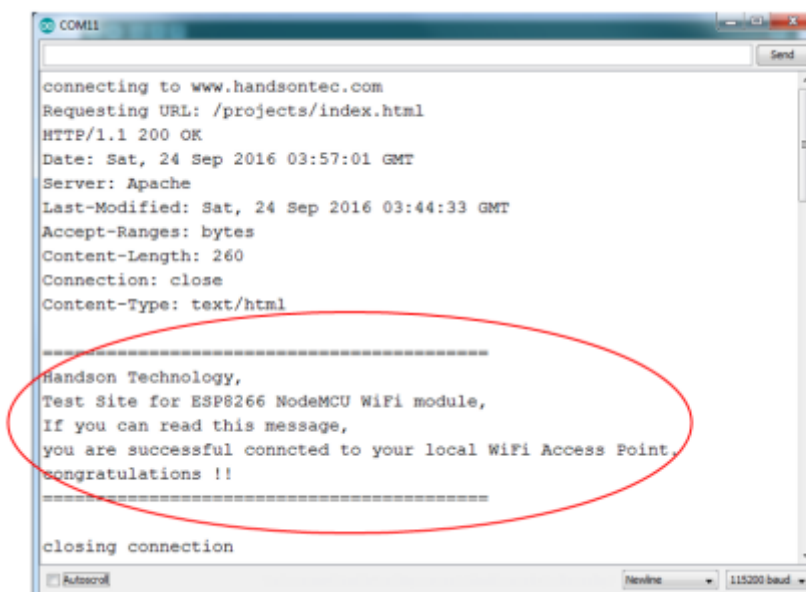 COM11
Send
connecting to www.handsontec.com
Requesting URL: /projects/index.html
HTTP/1.1 200 OK
Date: Sat, 24 Sep 2016 03:57:01 GMT
Server: Apache
Last-Modified: Sat, 24 Sep 2016 03:44:33 GMT
Accept-Ranges: bytes
Content-Length: 260
Connection: close
Content-Type: text/html
===========================================
Handson Technology,
Test Site for ESP8266 NodeMCU WiFi module,
If you can read this message,
you are successful conncted to your local WiFi Access Point,
congratulations !!
===========================================
closing connection
Autoscroll Newline 115200 baud